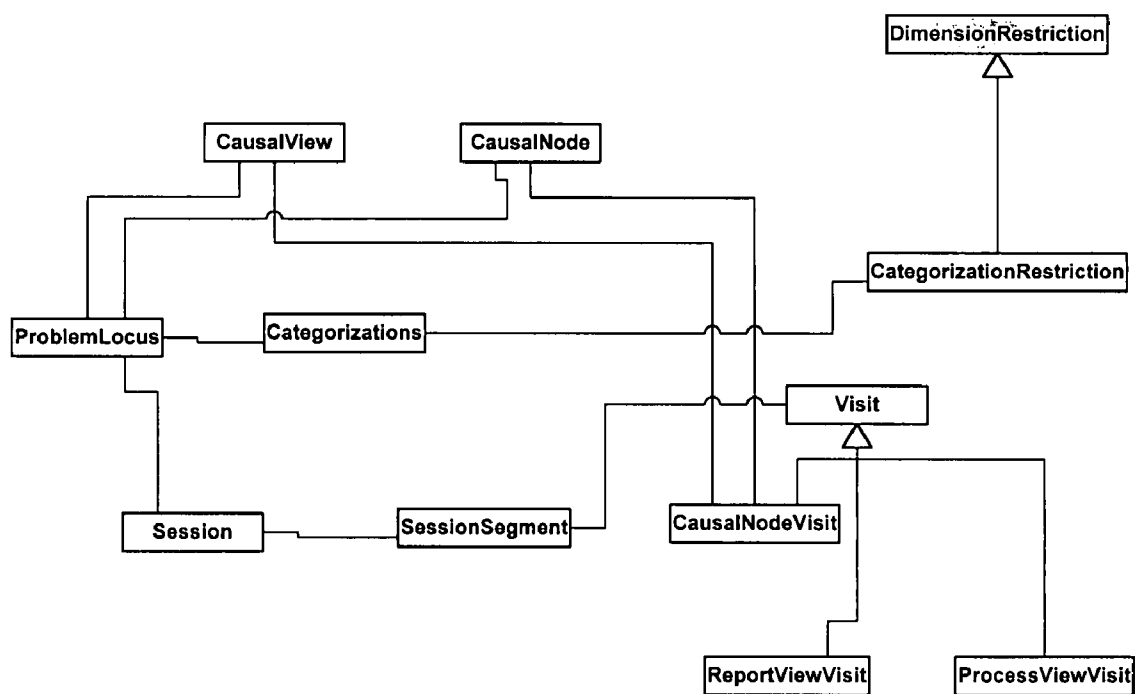 DimensionRestriction
CausalView
CausalNode
CategorizationRestriction
ProblemLocus
Categorizations
Visit
Session
SessionSegment
CausalNodeVisit
ReportViewVisit
ProcessViewVisit